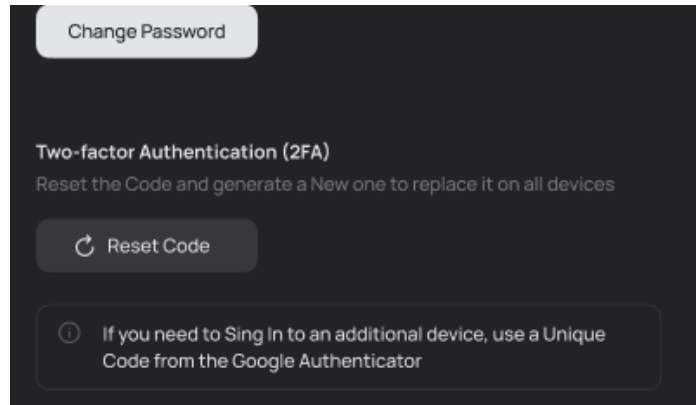 Change Password
Two-factor Authentication (2FA)
Reset the Code and generate a New one to replace it on all devices
Reset Code
If you need to Sing In to an additional device, use a Unique
Code from the Google Authenticator